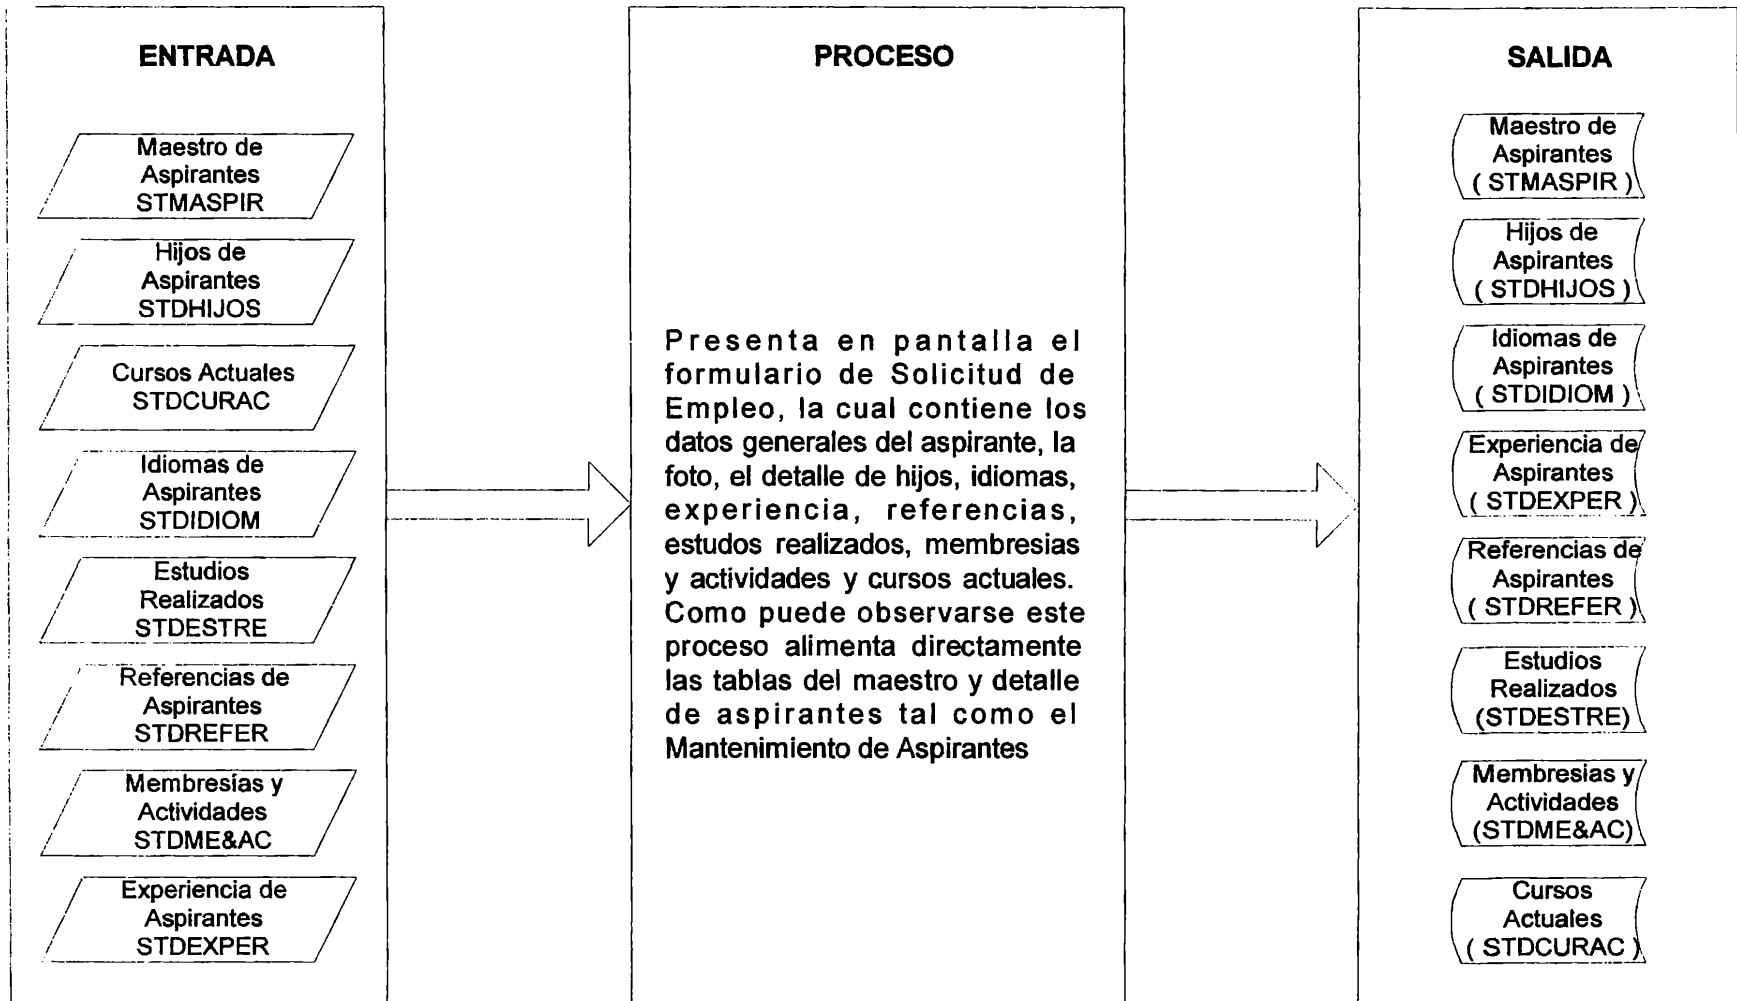 ENTRADA
Maestro de
Aspirantes
STMASPIR
Hijos de
Aspirantes
STDHIJOS
Cursos Actuales
STDCURAC
Idiomas de
Aspirantes
STDIDIOM
Estudios
Realizados
STDESTRE
Referencias de
Aspirantes
STDREFER
Membresías y
Actividades
STDME&AC
Experiencia de
Aspirantes
STDEXPER
PROCESO
Presenta en pantalla el
formulario de Solicitud de
Empleo, la cual contiene los
datos generales del aspirante, la
foto, el detalle de hijos, idiomas,
experiencia, referencias,
estudos realizados, membresias
y actividades y cursos actuales.
Como puede observarse este
proceso alimenta directamente
las tablas del maestro y detalle
de aspirantes tal como el
Mantenimiento de Aspirantes
SALIDA
Maestro de
Aspirantes
( STMASPIR )
Hijos de
Aspirantes
( STDHIJOS )
Idiomas de
Aspirantes
( STDIDIOM )
Experiencia de
Aspirantes
( STDEXPER )
Referencias de
Aspirantes
( STDREFER )
Estudios
Realizados
(STDESTRE)
Membresias y
Actividades
(STDME&AC)
Cursos
Actuales
( STDCURAC )